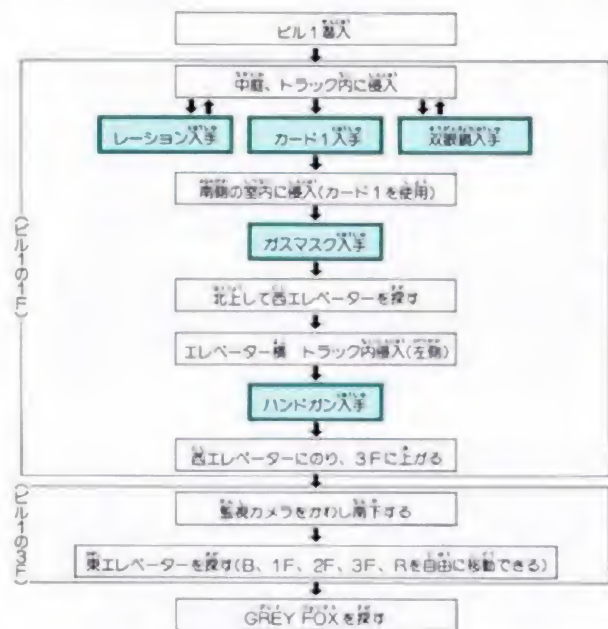 ビル1潜入
中庭、トラック内に侵入
レーション入手
カード1入手
双眼鏡入手
南側の室内に侵入(カード1を使用)
ガスマスク入手
北上して西エレベーターを探す
エレベーター横 トラック内侵入(左側)
ハンドガン入手
西エレベーターにのり、3Fに上がる
(ビル1の1F)
監視カメラをかわし南下する
東エレベーターを探す(B、1F、2F、3F、Rを自由に移動できる)
(ビル1の3F)
GREY FOXを探す